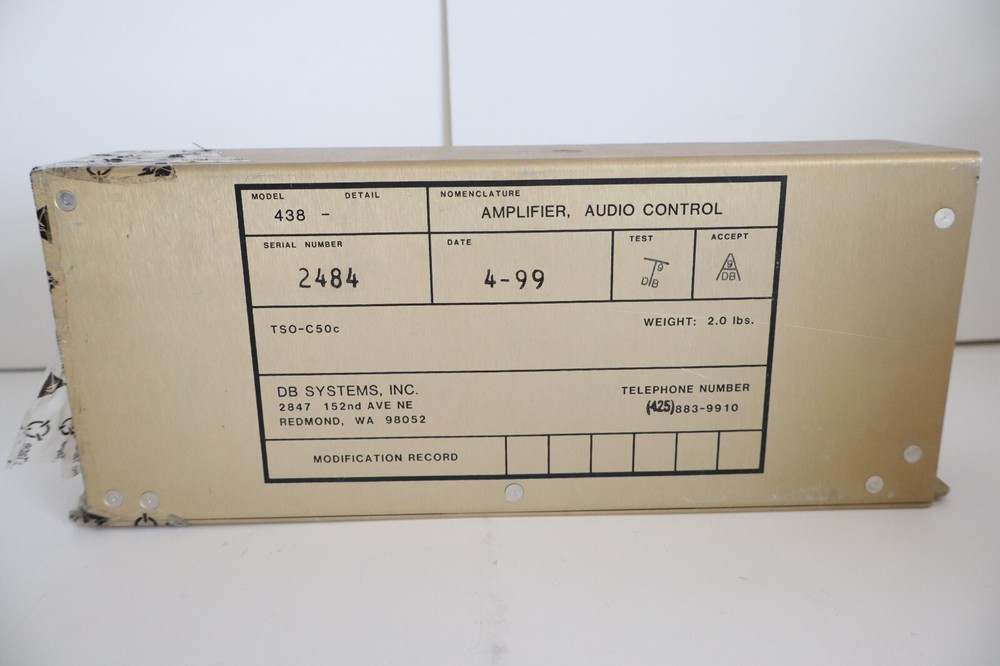 MODEL DETAIL
438 -
NOMENCLATURE
AMPLIFIER, AUDIO CONTROL
SERIAL NUMBER
2484
DATE
4-99
TEST
T9
D/B
ACCEPT
9
DB
TSO-C50c
WEIGHT: 2.0 lbs.
DB SYSTEMS, INC.
2847 152nd AVE NE
REDMOND, WA 98052
TELEPHONE NUMBER
(425)883-9910
MODIFICATION RECORD